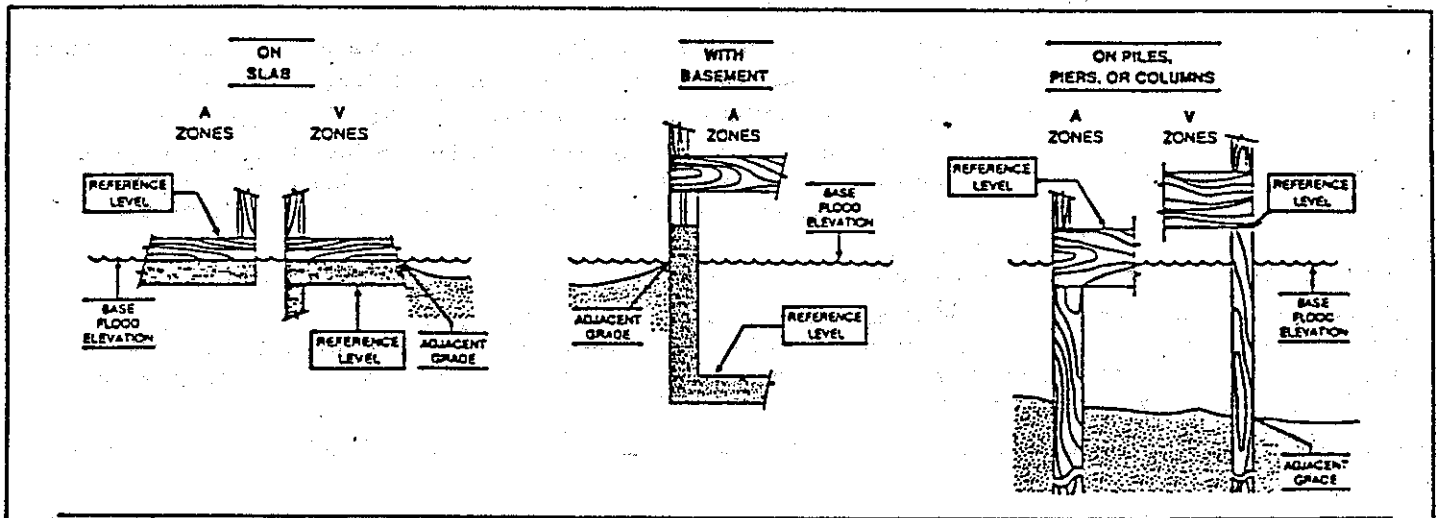 ON
SLAB
A
ZONES
V
ZONES
REFERENCE
LEVEL
BASE
FLOOD
ELEVATION
REFERENCE
LEVEL
ADJACENT
GRADE
WITH
BASEMENT
A
ZONES
BASE
FLOOD
ELEVATION
ADJACENT
GRADE
REFERENCE
LEVEL
ON PILES,
PIERS, OR COLUMNS
A
ZONES
V
ZONES
REFERENCE
LEVEL
REFERENCE
LEVEL
BASE
FLOOD
ELEVATION
ADJACENT
GRADE